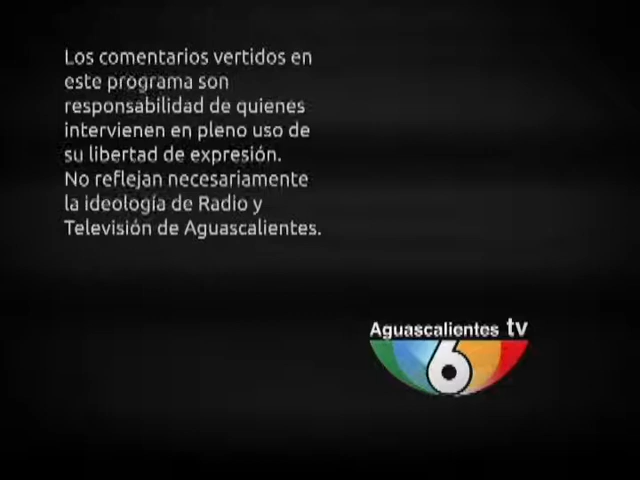 Los comentarios vertidos en
este programa son
responsabilidad de quienes
intervienen en pleno uso de
su libertad de expresión.
No reflejan necesariamente
la ideología de Radio y
Televisión de Aguascalientes.
Aguascalientes tv
6